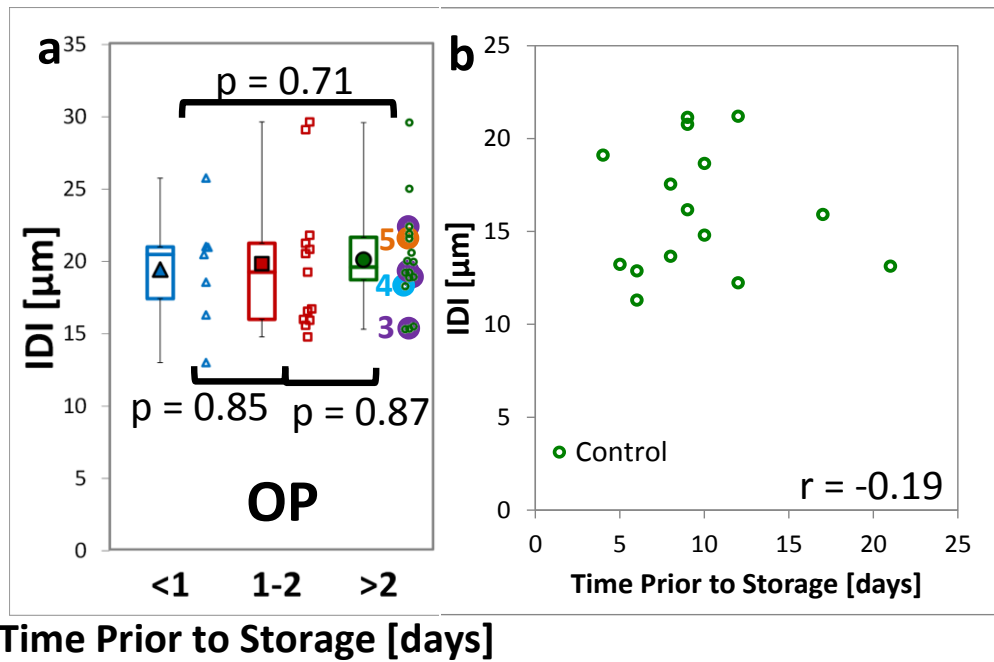 a
35
30
25
20
15
10
5
0
IDI [µm]
p = 0.71
5
4
3
p = 0.85
p = 0.87
OP
<1 1-2 >2
Time Prior to Storage [days]
b
25
20
15
10
5
0
IDI [µm]
Control
r = -0.19
0 5 10 15 20 25
Time Prior to Storage [days]